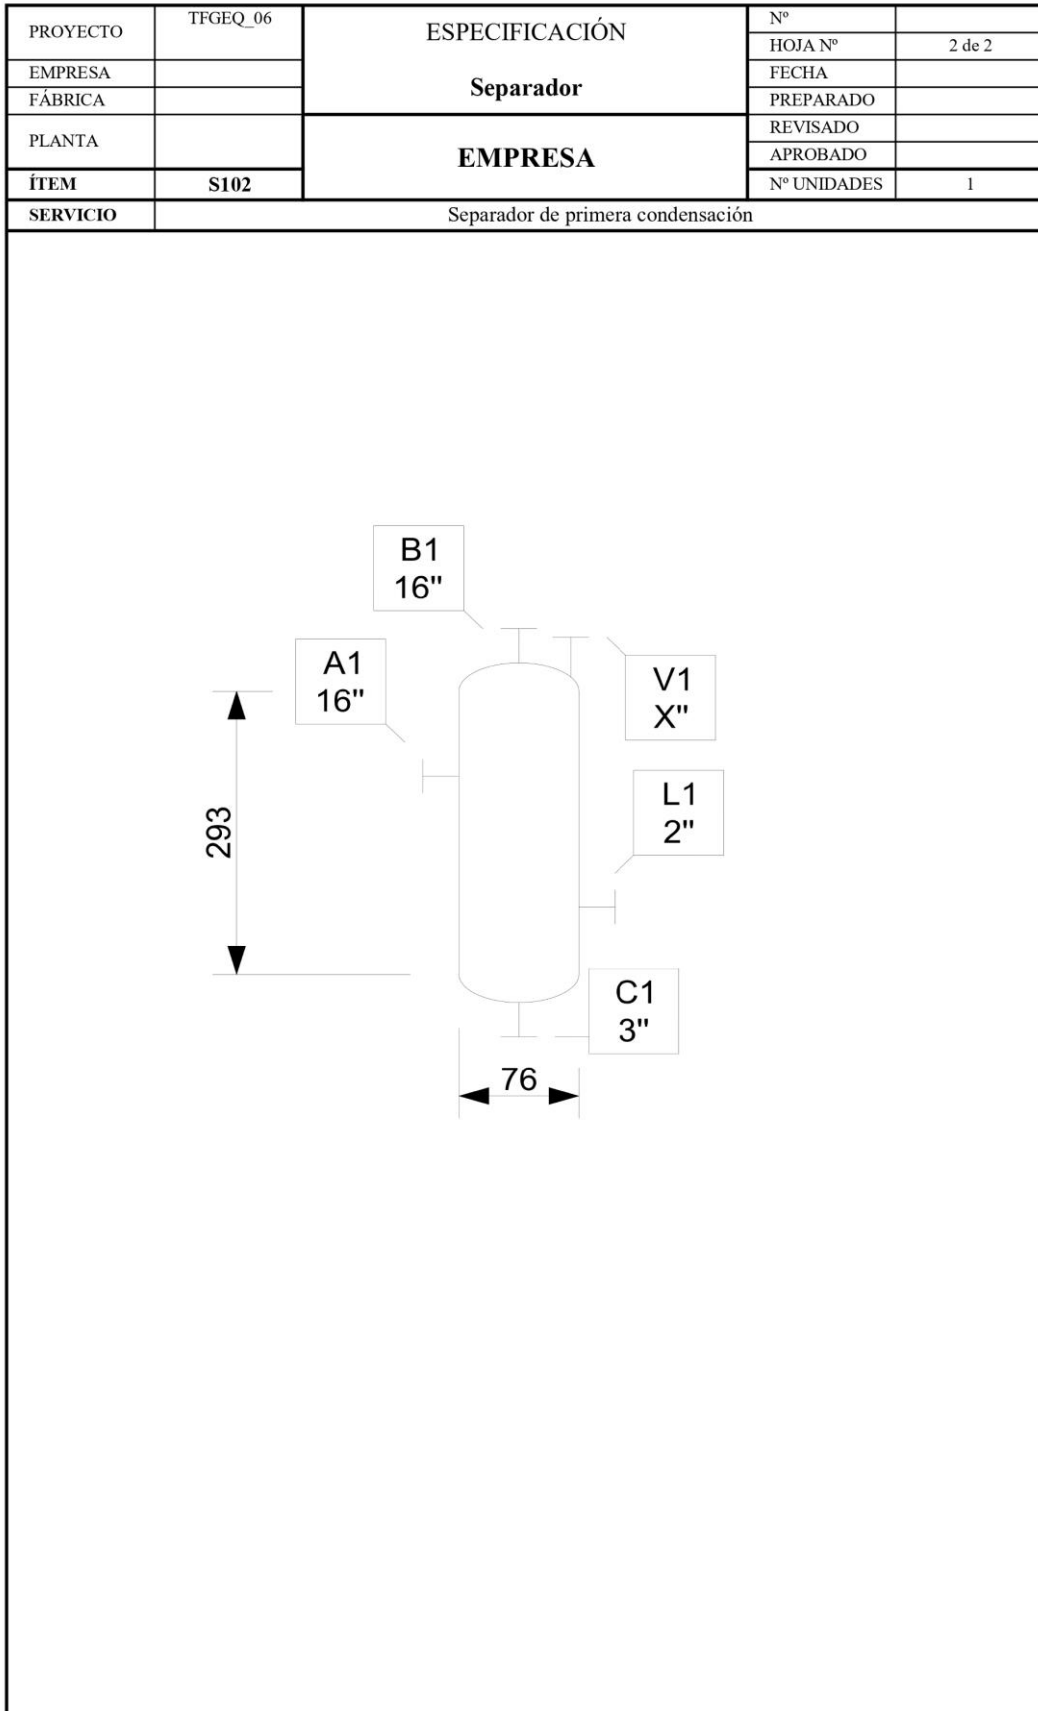 PROYECTO TFGEQ_06 ESPECIFICACIÓN Nº
HOJA Nº 2 de 2
EMPRESA Separador FECHA
FÁBRICA PREPARADO
PLANTA EMPRESA REVISADO
APROBADO
ÍTEM S102 Nº UNIDADES 1
SERVICIO Separador de primera condensación
B1
16"
A1
16"
V1
X"
L1
2"
293
C1
3"
76